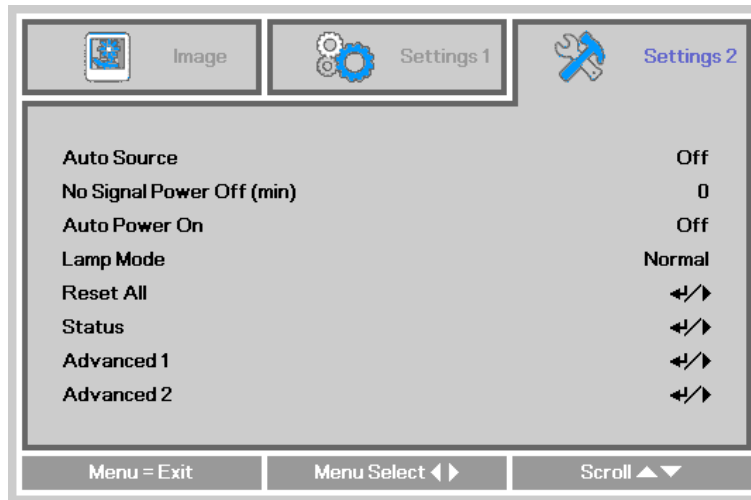 Image
Settings 1
Settings 2
Auto Source Off
No Signal Power Off (min) 0
Auto Power On Off
Lamp Mode Normal
Reset All ↵/▶
Status ↵/▶
Advanced 1 ↵/▶
Advanced 2 ↵/▶
Menu = Exit
Menu Select ◀▶
Scroll ▲▼